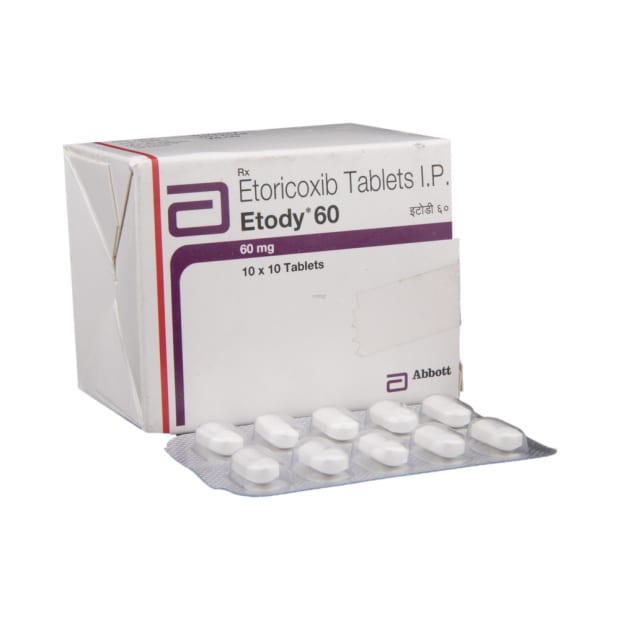 Rx
Etoricoxib Tablets I.P.
Etody® 60
इटोडी ६०
60 mg
10 x 10 Tablets
Abbott